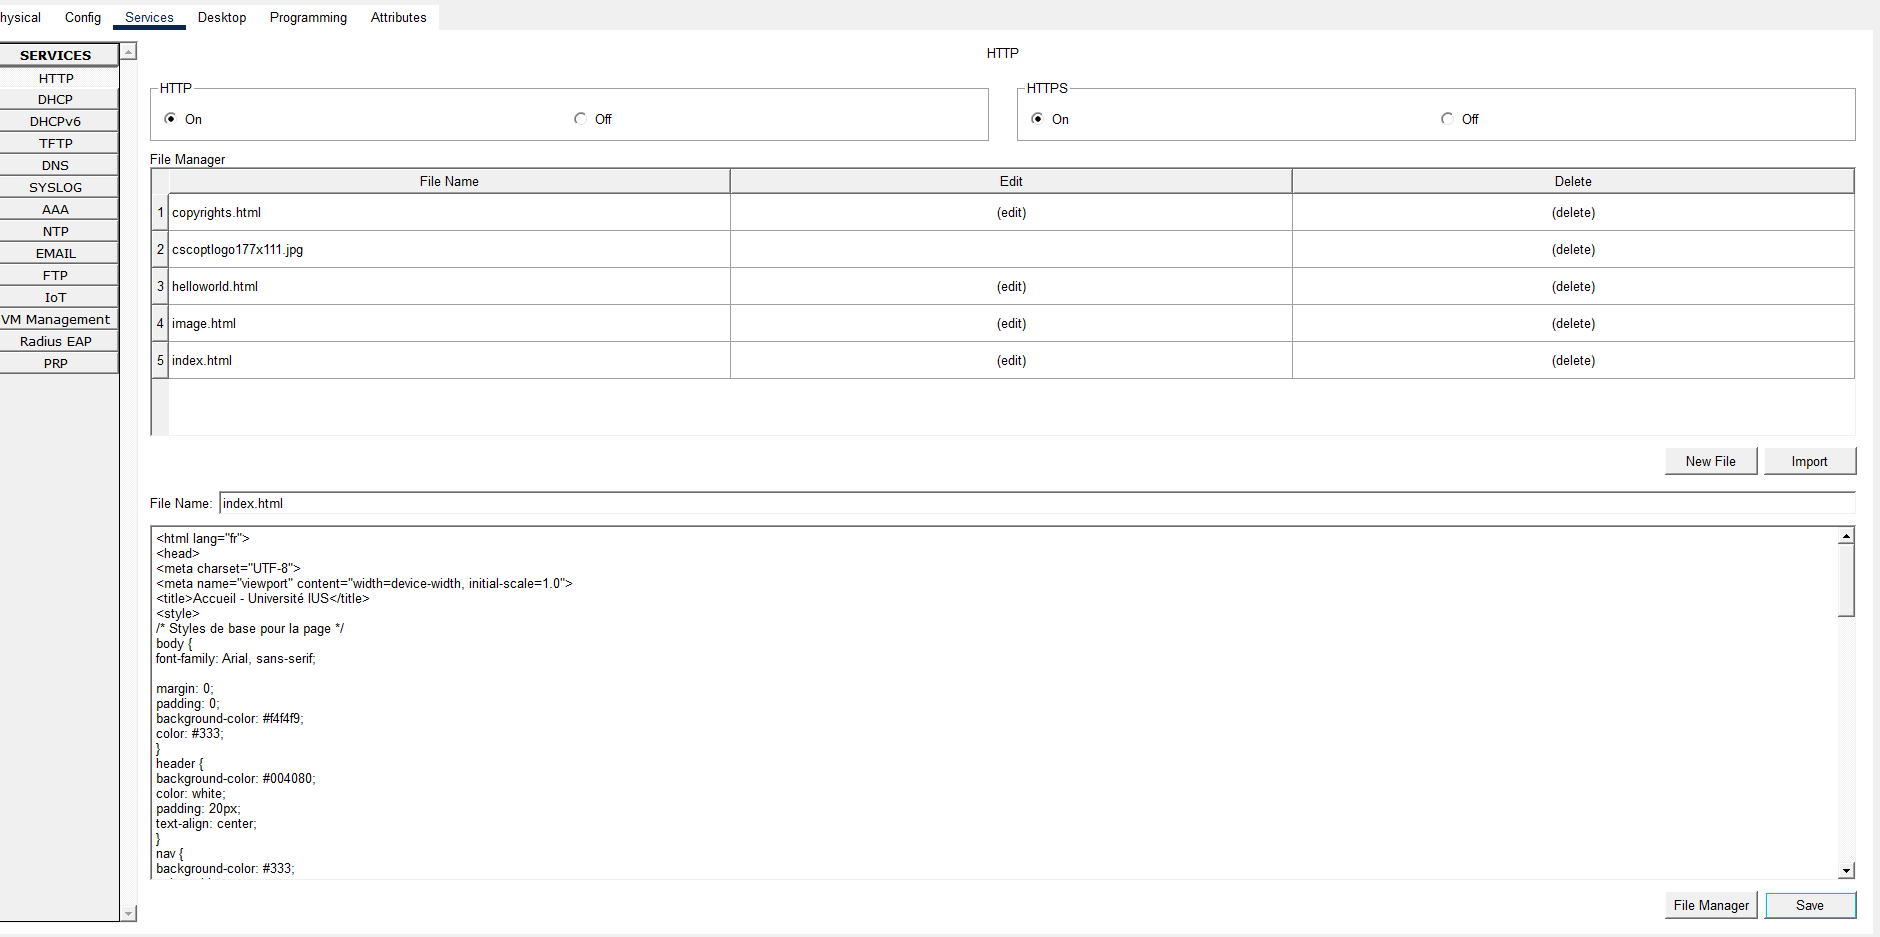 hysical Config Services Desktop Programming Attributes
SERVICES
HTTP
DHCP
DHCPv6
TFTP
DNS
SYSLOG
AAA
NTP
EMAIL
FTP
IoT
VM Management
Radius EAP
PRP
HTTP
HTTP
On Off
HTTPS
On Off
File Manager
File Name Edit Delete
1 copyrights.html (edit) (delete)
2 cscoptlogo177x111.jpg (delete)
3 helloworld.html (edit) (delete)
4 image.html (edit) (delete)
5 index.html (edit) (delete)
New File Import
File Name: index.html
<html lang="fr">
<head>
<meta charset="UTF-8">
<meta name="viewport" content="width=device-width, initial-scale=1.0">
<title>Accueil - Université IUS</title>
<style>
/* Styles de base pour la page */
body {
font-family: Arial, sans-serif;
margin: 0;
padding: 0;
background-color: #f4f4f9;
color: #333;
}
header {
background-color: #004080;
color: white;
padding: 20px;
text-align: center;
}
nav {
background-color: #333;
File Manager Save